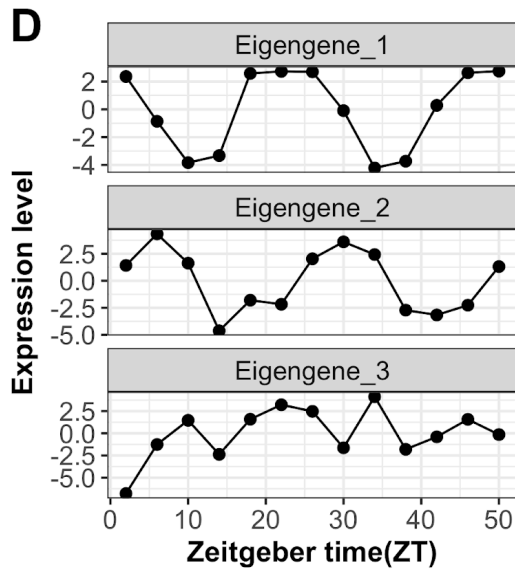 D
Eigengene_1
2
0
-2
-4
Eigengene_2
2.5
0.0
-2.5
-5.0
Eigengene_3
2.5
0.0
-2.5
-5.0
Expression level
0 10 20 30 40 50
Zeitgeber time(ZT)